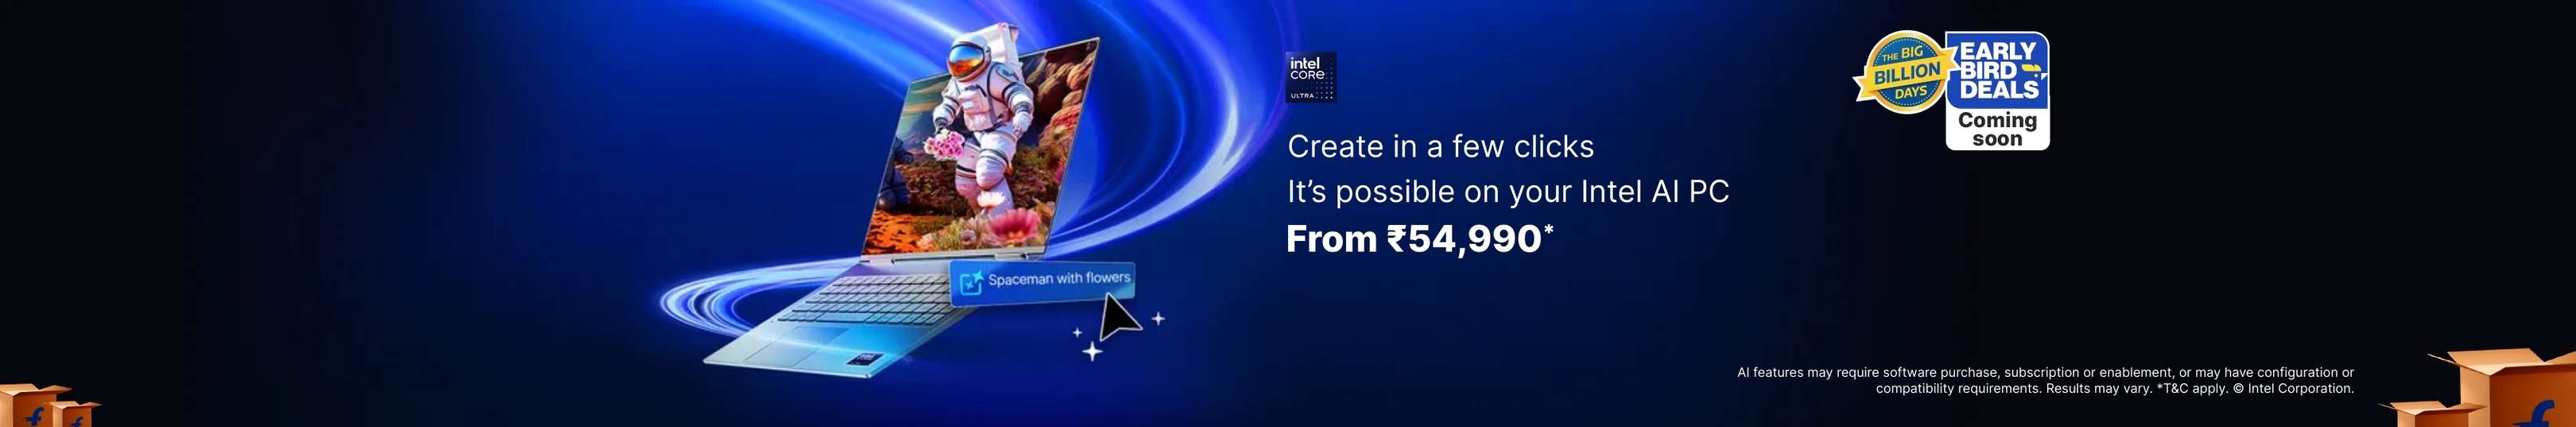 intel
CORE
ULTRA
Create in a few clicks
It’s possible on your Intel AI PC
From ₹54,990*
Spaceman with flowers
THE BIG
BILLION
DAYS
EARLY
BIRD
DEALS
Coming
soon
AI features may require software purchase, subscription or enablement, or may have configuration or
compatibility requirements. Results may vary. *T&C apply. © Intel Corporation.